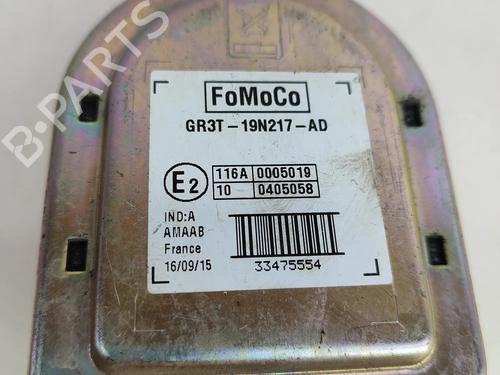 B-PARTS
FoMoCo
GR3T-19N217-AD
E2
116A 0005019
10 0405058
IND:A
AMAAB
France
16/09/15
33475554